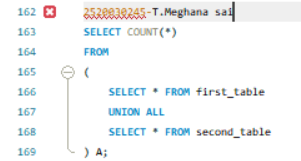 162 2520030245-T.Meghana sai
163 SELECT COUNT(*)
164 FROM
165 (
166 SELECT * FROM first_table
167 UNION ALL
168 SELECT * FROM second_table
169 ) A;